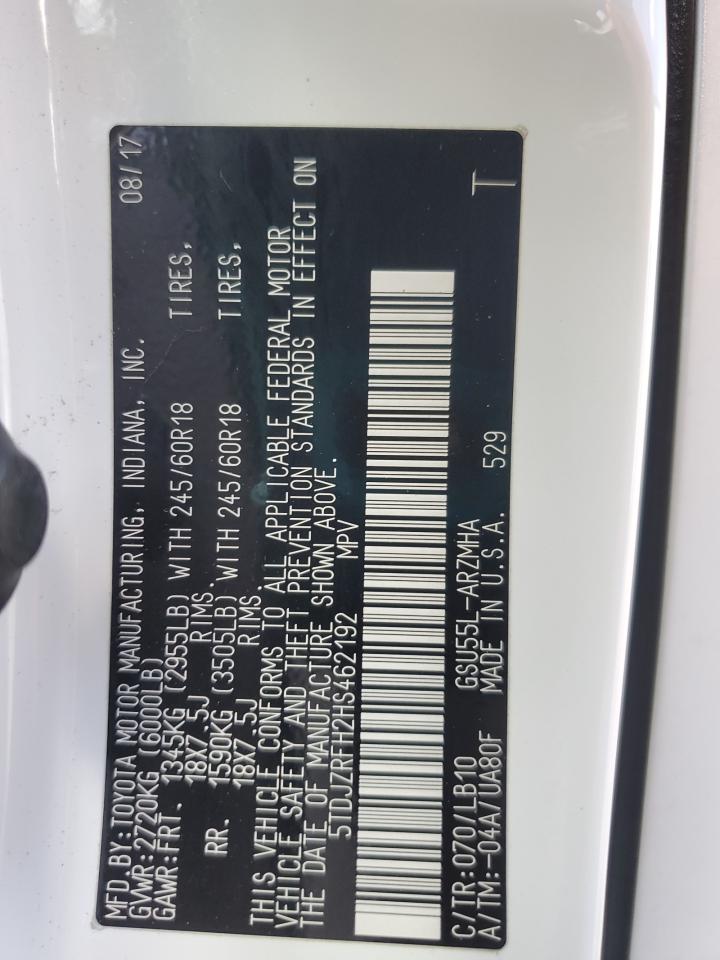 MFD.BY:TOYOTA MOTOR MANUFACTURING, INDIANA, INC. 08/17
GVWR:2720KG (6000LB)
GAWR:FRT. 1345KG (2955LB) WITH 245/60R18 TIRES,
18X7.5J RIMS.
RR. 1590KG (3505LB) WITH 245/60R18 TIRES,
18X7.5J RIMS.
THIS VEHICLE CONFORMS TO ALL APPLICABLE FEDERAL MOTOR
VEHICLE SAFETY AND THEFT PREVENTION STANDARDS IN EFFECT ON
THE DATE OF MANUFACTURE SHOWN ABOVE.
5TDJZRFH2HS462192 MPV
C/TR:070/LB10 GSU55L-ARZMHA
A/TM:-04A/UA80F MADE IN U.S.A. 529 T